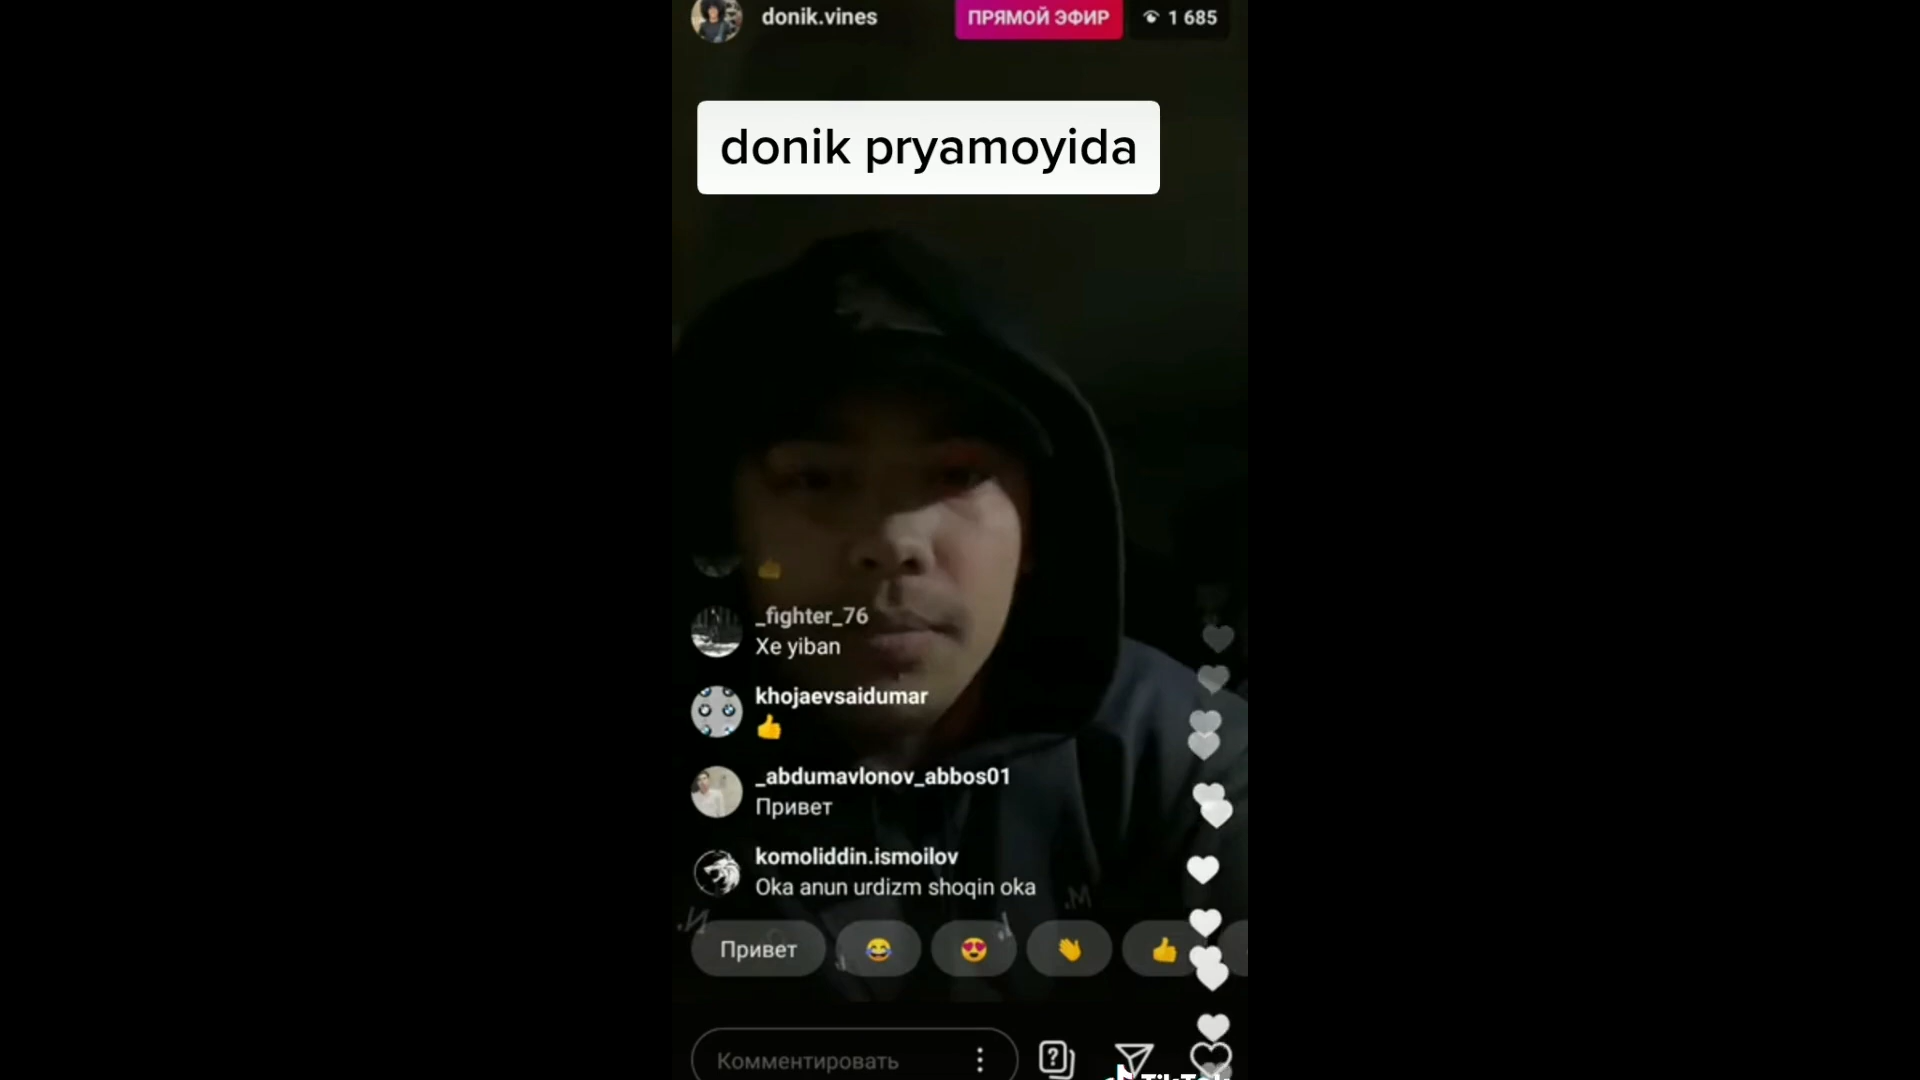 donik.vines
ПРЯМОЙ ЭФИР
1 685
donik pryamoyida
_fighter_76
Xe yiban
khojaevsaidumar
_abdumavlonov_abbos01
Привет
komoliddin.ismoilov
Oka anun urdizm shoqin oka
Привет
Комментировать
TikTok